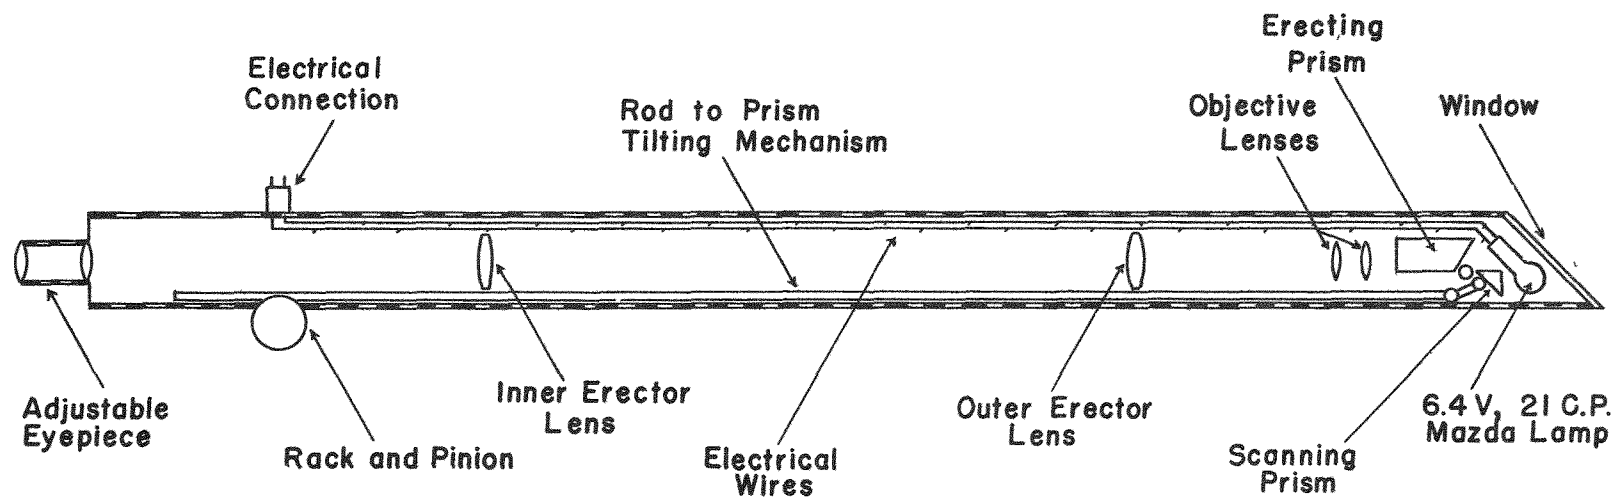 Erecting
Prism
Electrical
Connection
Rod to Prism
Tilting Mechanism
Objective
Lenses
Window
Adjustable
Eyepiece
Rack and Pinion
Inner Erector
Lens
Electrical
Wires
Outer Erector
Lens
Scanning
Prism
6.4 V, 21 C.P.
Mazda Lamp